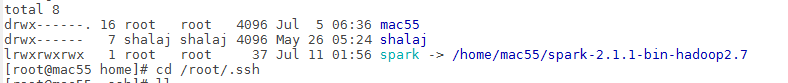 total 8
drwx------. 16 root   root   4096 Jul  5 06:36 mac55
drwx------   7 shalaj shalaj 4096 May 26 05:24 shalaj
lrwxrwxrwx   1 root   root     37 Jul 11 01:56 spark -> /home/mac55/spark-2.1.1-bin-hadoop2.7
[root@mac55 home]# cd /root/.ssh